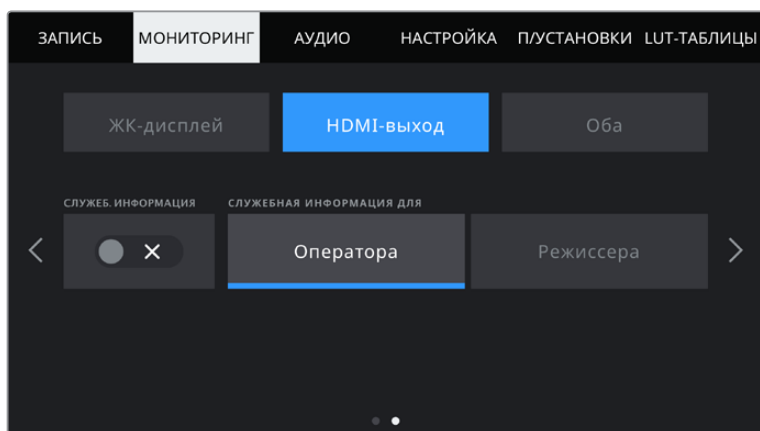 ЗАПИСЬ МОНИТОРИНГ АУДИО НАСТРОЙКА П/УСТАНОВКИ LUT-ТАБЛИЦЫ
ЖК-дисплей HDMI-выход Оба
СЛУЖЕБ. ИНФОРМАЦИЯ СЛУЖЕБНАЯ ИНФОРМАЦИЯ ДЛЯ
Оператора Режиссера